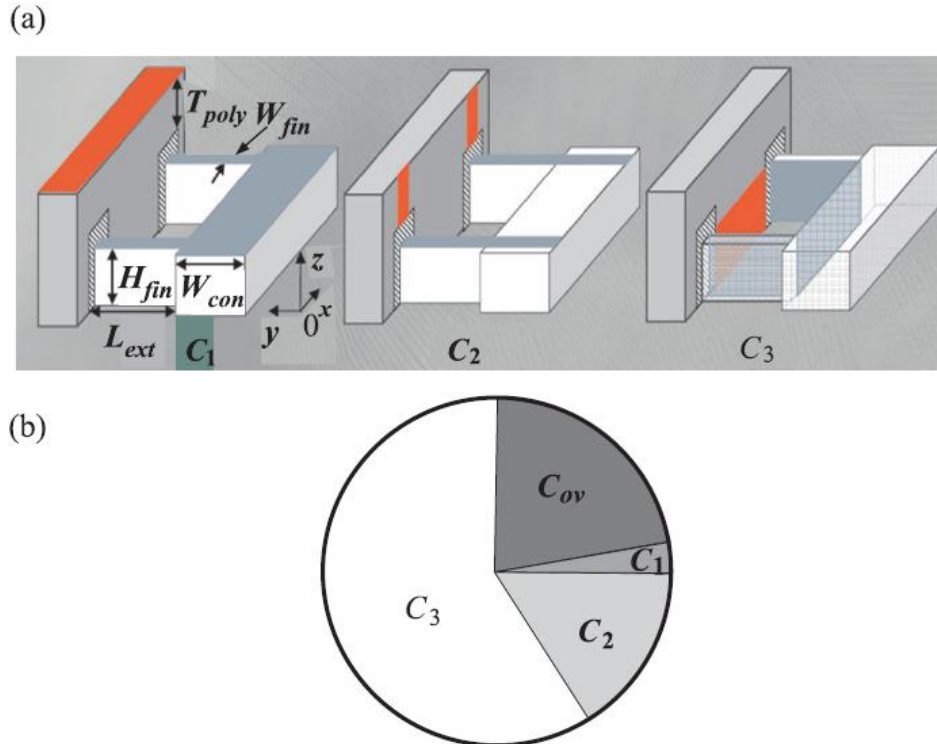 (a)
T_poly W_fin
H_fin W_con z
L_ext C_1 y 0 x C_2 C_3
(b)
C_ov
C_1
C_3 C_2